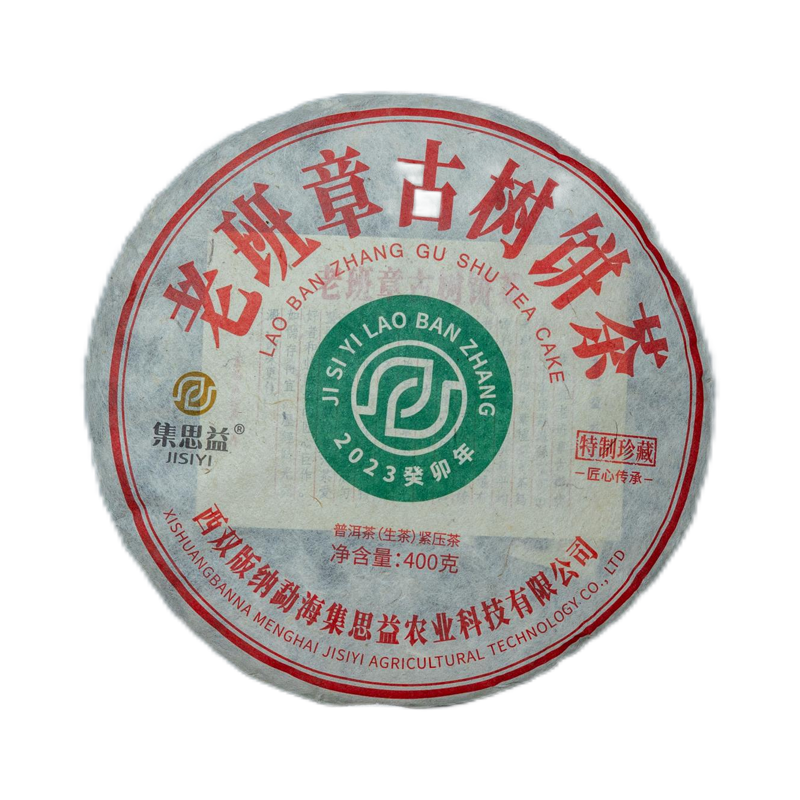 老班章古树饼茶
LAO BAN ZHANG GU SHU TEA CAKE
老班章古树饼茶
JI SI YI LAO BAN ZHANG
2023癸卯年
集思益®
JISIYI
特制珍藏
匠心传承
普洱茶(生茶)紧压茶
净含量:400克
西双版纳勐海集思益农业科技有限公司
XISHUANGBANNA MENGHAI JISIYI AGRICULTURAL TECHNOLOGY.CO., LTD